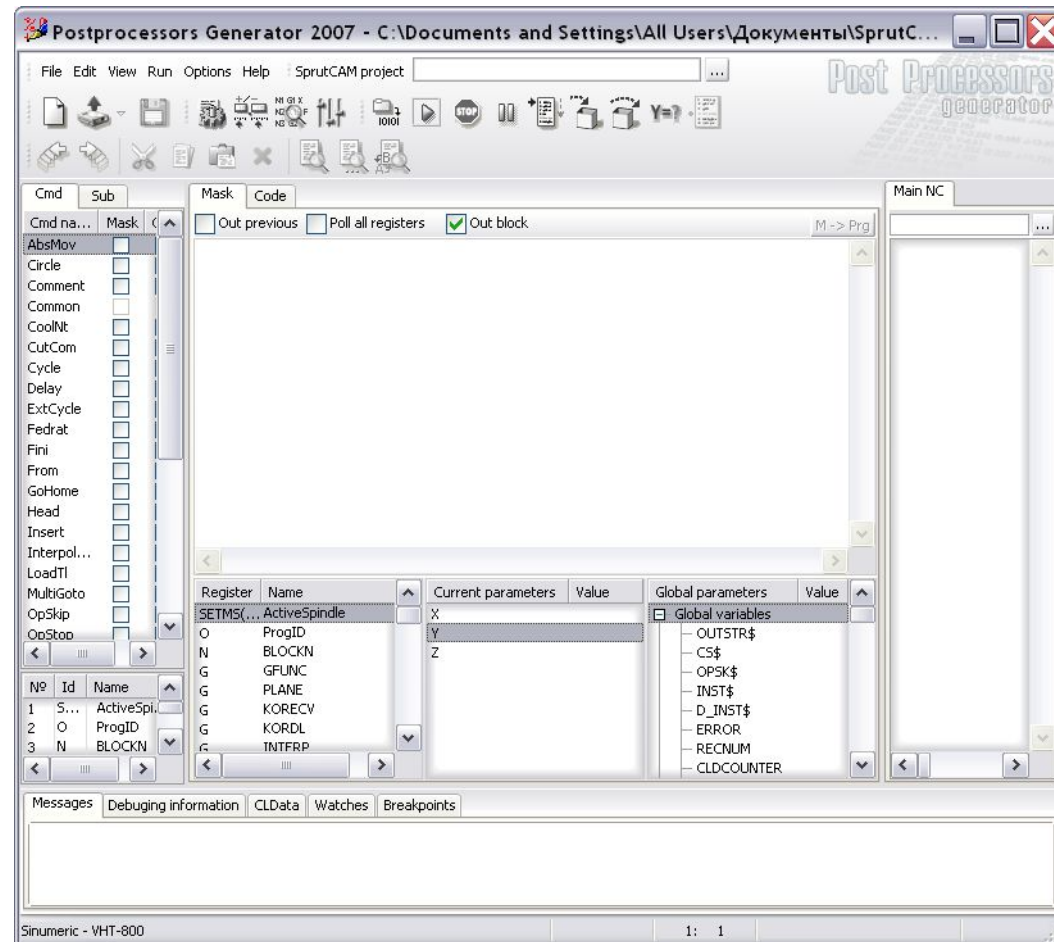 Postprocessors Generator 2007 - C:\Documents and Settings\All Users\Документы\SprutC...
File Edit View Run Options Help SprutCAM project ...
Post Processors
generator
Cmd Sub
Mask Code
Main NC
Cmd na... Mask
Out previous Poll all registers Out block M -> Prg
...
AbsMov
Circle
Comment
Common
CoolNt
CutCom
Cycle
Delay
ExtCycle
Fedrat
Fini
From
GoHome
Head
Insert
Interpol...
LoadTl
MultiGoto
OpSkip
OpStop
Register Name
SETMS(... ActiveSpindle
O ProgID
N BLOCKN
G GFUNC
G PLANE
G KORECV
G KORDL
G INTERP
Current parameters Value
X
Y
Z
Global parameters Value
Global variables
OUTSTR$
CS$
OPSK$
INST$
D_INST$
ERROR
RECNUM
CLDCOUNTER
Nº Id Name
1 S... ActiveSpi...
2 O ProgID
3 N BLOCKN
Messages Debuging information CLData Watches Breakpoints
Sinumeric - VHT-800
1: 1